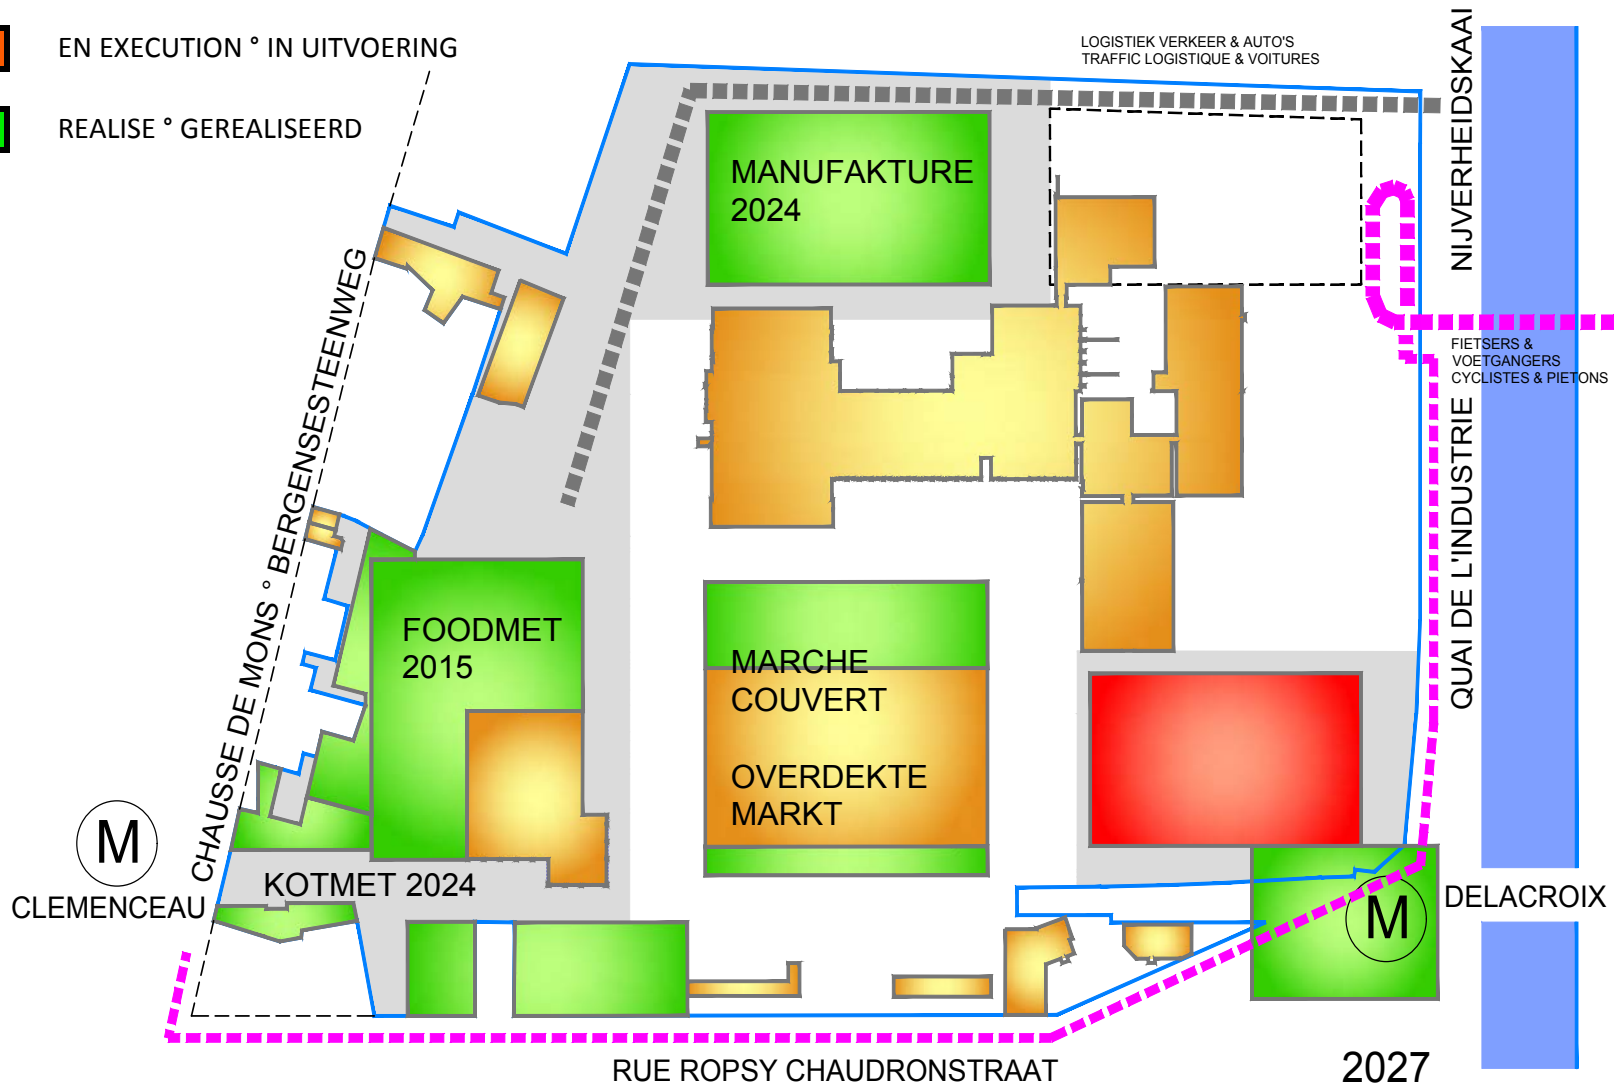 EN EXECUTION ° IN UITVOERING
REALISE ° GEREALISEERD
LOGISTIEK VERKEER & AUTO'S
TRAFFIC LOGISTIQUE & VOITURES
NIJVERHEIDSKAAI
MANUFAKTURE
2024
CHAUSSE DE MONS ° BERGENSESTEENWEG
FIETSERS &
VOETGANGERS
CYCLISTES & PIETONS
QUAI DE L'INDUSTRIE
FOODMET
2015
MARCHE
COUVERT
OVERDEKTE
MARKT
M
CLEMENCEAU
KOTMET 2024
M
DELACROIX
RUE ROPSY CHAUDRONSTRAAT
2027